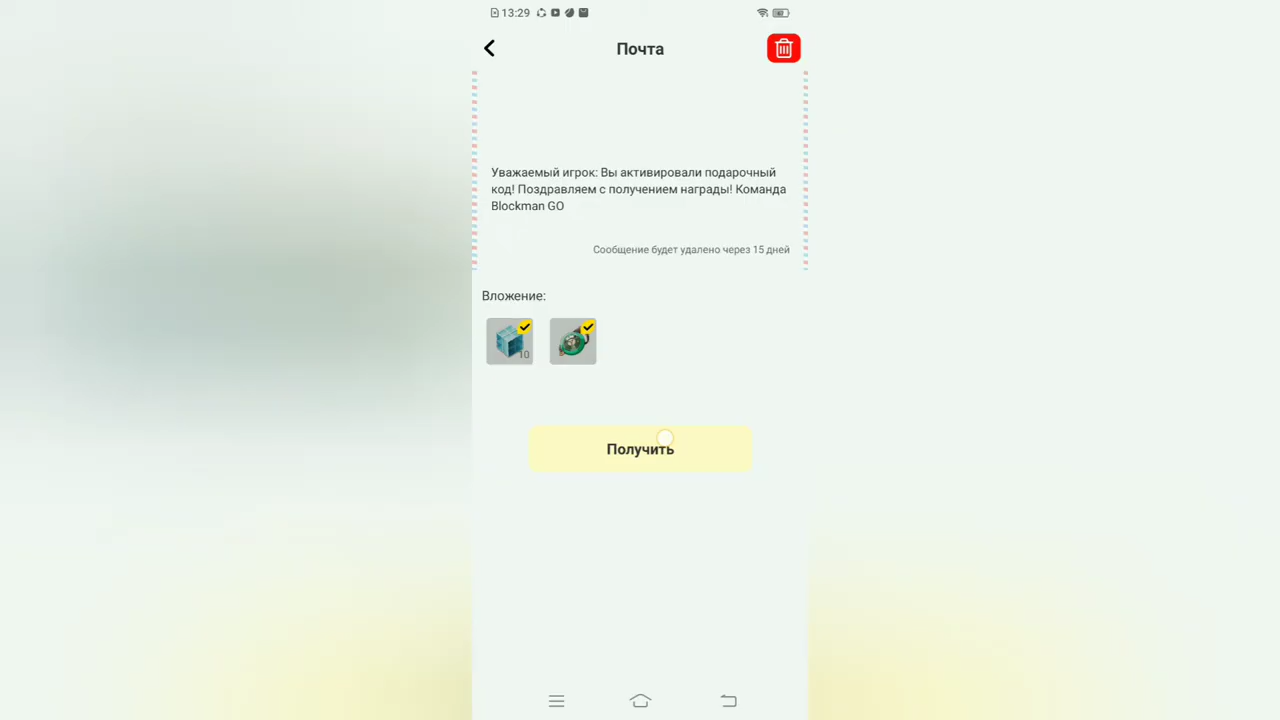 13:29
Почта
Уважаемый игрок: Вы активировали подарочный
код! Поздравляем с получением награды! Команда
Blockman GO
Сообщение будет удалено через 15 дней
Вложение:
10
Получить